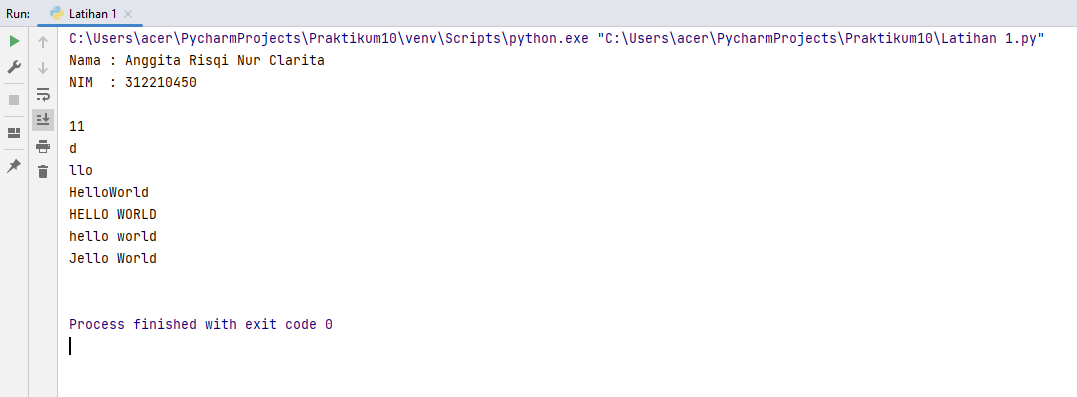 Run: Latihan 1
C:\Users\acer\PycharmProjects\Praktikum10\venv\Scripts\python.exe "C:\Users\acer\PycharmProjects\Praktikum10\Latihan 1.py"
Nama : Anggita Risqi Nur Clarita
NIM  : 312210450
11
d
llo
HelloWorld
HELLO WORLD
hello world
Jello World
Process finished with exit code 0